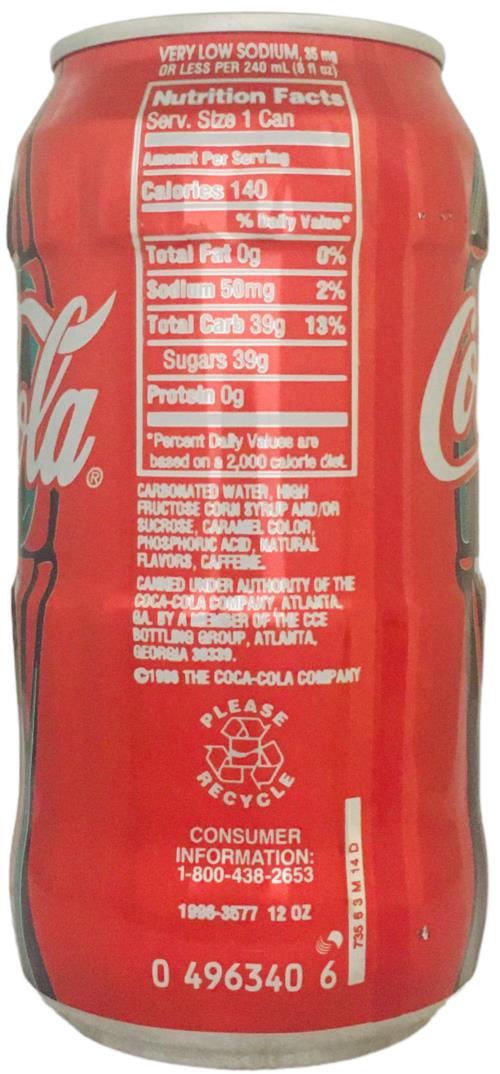 VERY LOW SODIUM, 35 mg
OR LESS PER 240 mL (8 fl oz)
Nutrition Facts
Serv. Size 1 Can
Amount Per Serving
Calories 140
% Daily Value*
Total Fat 0g 0%
Sodium 50mg 2%
Total Carb 39g 13%
Sugars 39g
Protein 0g
*Percent Daily Values are
based on a 2,000 calorie diet.
CARBONATED WATER, HIGH
FRUCTOSE CORN SYRUP AND/OR
SUCROSE, CARAMEL COLOR,
PHOSPHORIC ACID, NATURAL
FLAVORS, CAFFEINE.
CANNED UNDER AUTHORITY OF THE
COCA-COLA COMPANY, ATLANTA,
GA. BY A MEMBER OF THE CCE
BOTTLING GROUP, ATLANTA,
GEORGIA
THE COCA-COLA COMPANY
PLEASE
RECYCLE
CONSUMER
INFORMATION:
1-800-438-2653
1996-3577 12 OZ
735 6 3 M 14 D
0 496340 6
la®
Co